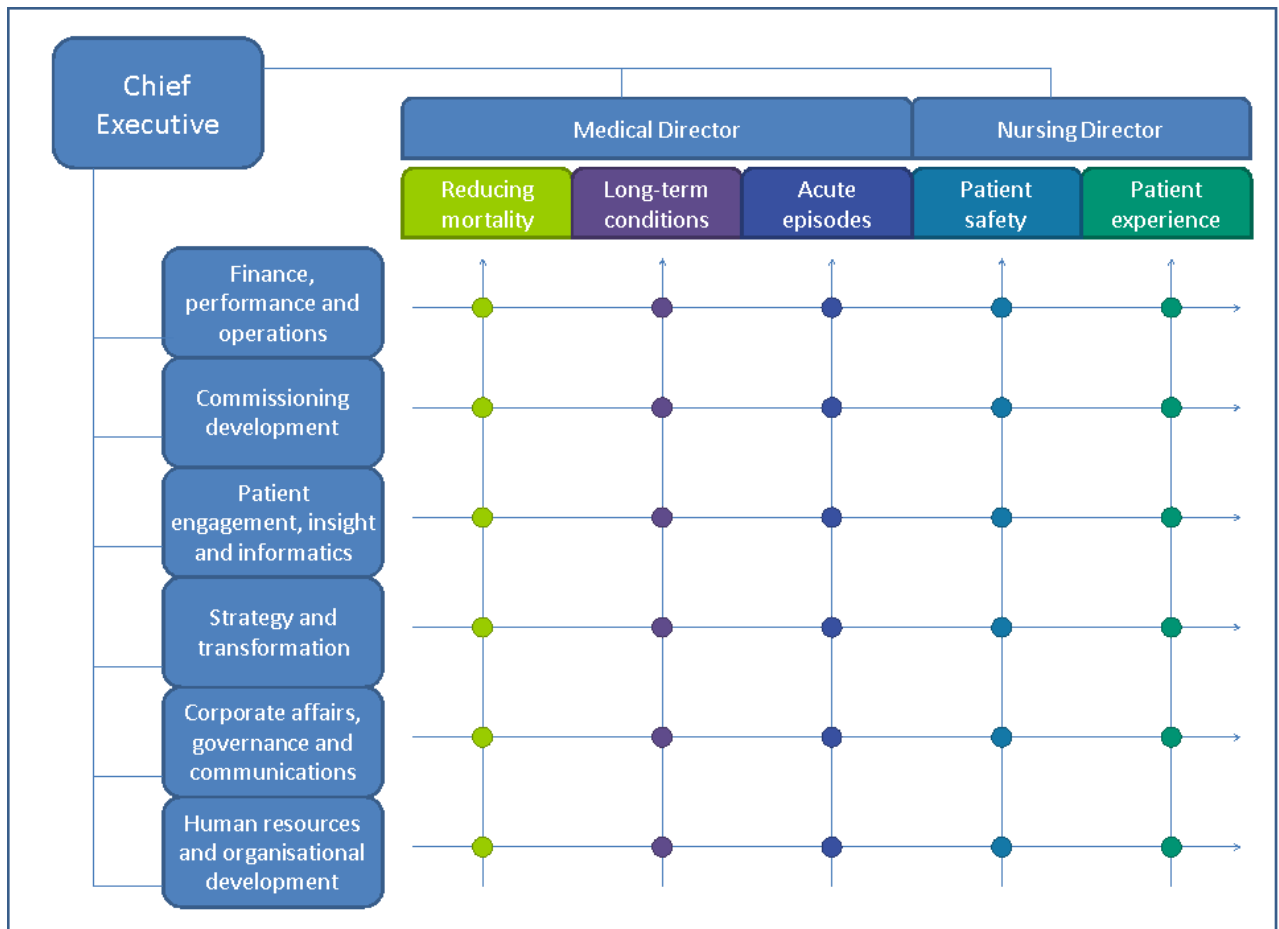 Chief
Executive
Medical Director
Nursing Director
Reducing
mortality
Long-term
conditions
Acute
episodes
Patient
safety
Patient
experience
Finance,
performance and
operations
Commissioning
development
Patient
engagement, insight
and informatics
Strategy and
transformation
Corporate affairs,
governance and
communications
Human resources
and organisational
development